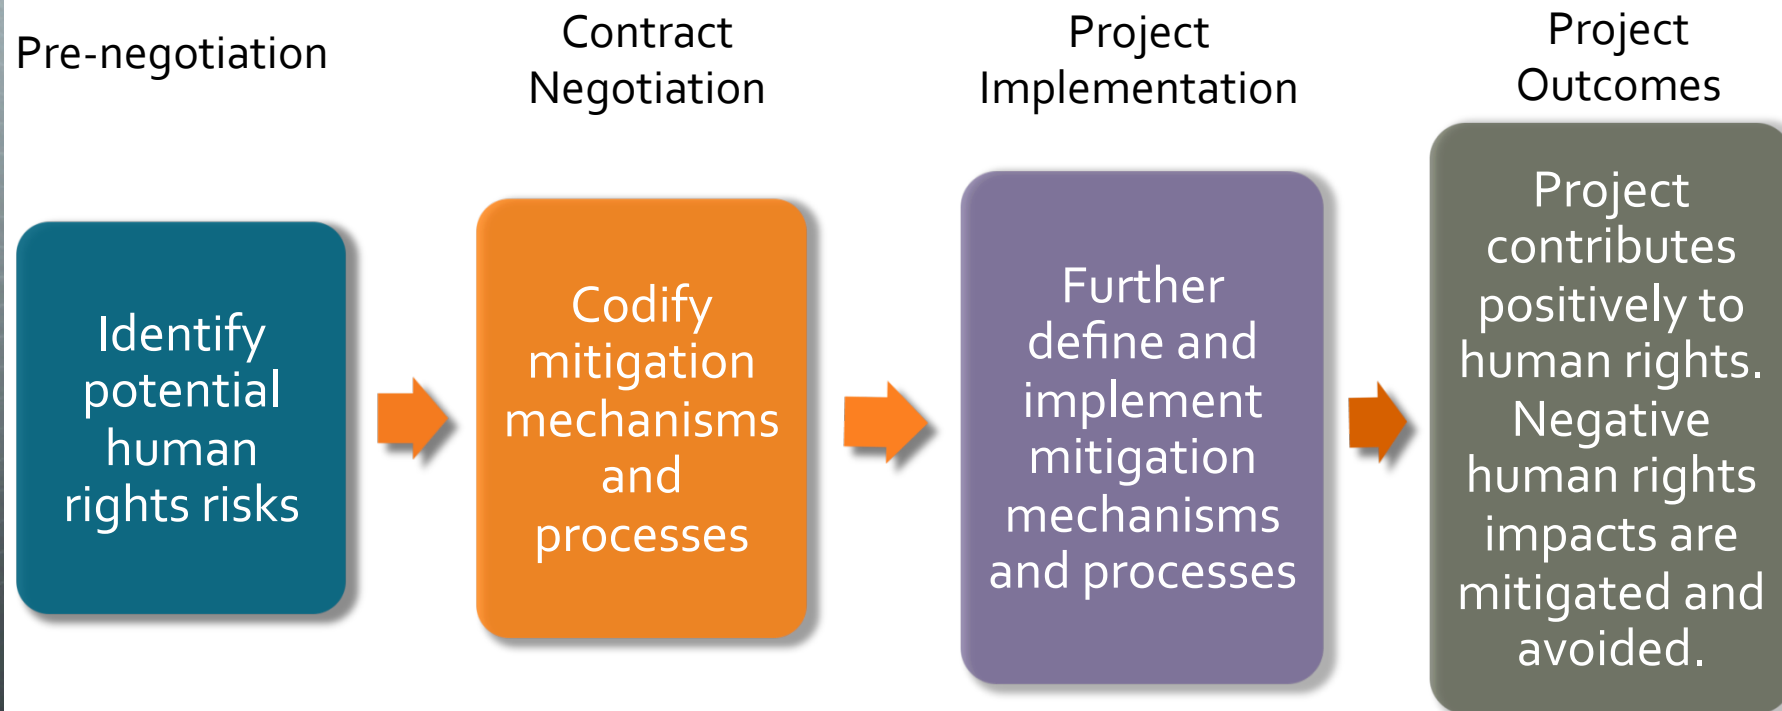 Pre-negotiation
Contract
Negotiation
Project
Implementation
Project
Outcomes
Identify
potential
human
rights risks
Codify
mitigation
mechanisms
and
processes
Further
define and
implement
mitigation
mechanisms
and processes
Project
contributes
positively to
human rights.
Negative
human rights
impacts are
mitigated and
avoided.